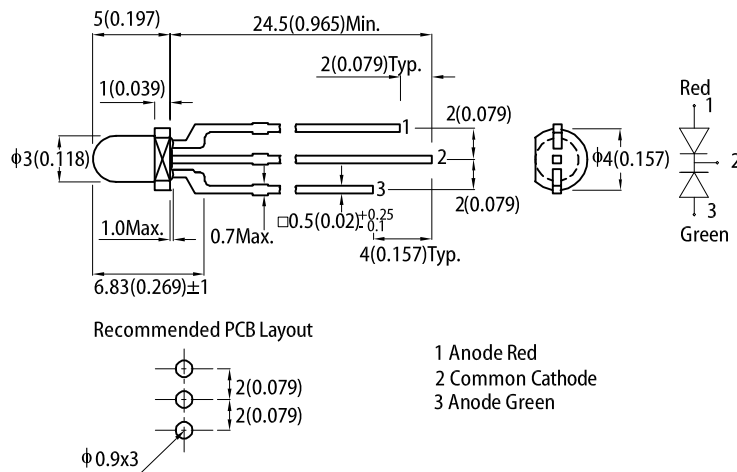 5(0.197)
24.5(0.965)Min.
2(0.079)Typ.
1(0.039)
2(0.079)
Red
1
1
ϕ3(0.118)
2
ϕ4(0.157)
2
3
2(0.079)
3
1.0Max.
0.7Max.
□0.5(0.02)+0.25 -0.1
Green
4(0.157)Typ.
6.83(0.269)±1
Recommended PCB Layout
2(0.079)
2(0.079)
ϕ0.9x3
1 Anode Red
2 Common Cathode
3 Anode Green